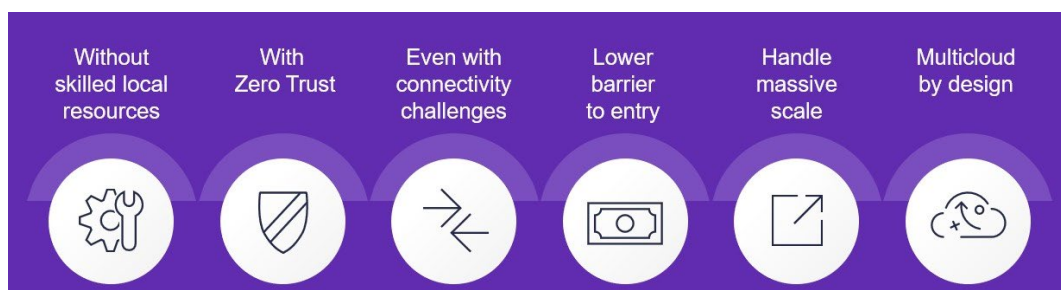 Without
skilled local
resources
With
Zero Trust
Even with
connectivity
challenges
Lower
barrier
to entry
Handle
massive
scale
Multicloud
by design